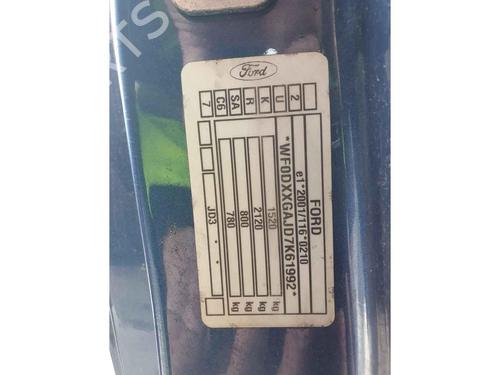 Ford
FORD
e1*2001/116*0210
*WF0DXXGAJD7K61992*
1520 kg
2120 kg
800 kg
780 kg
JD3
7 C6 SA R K U 2